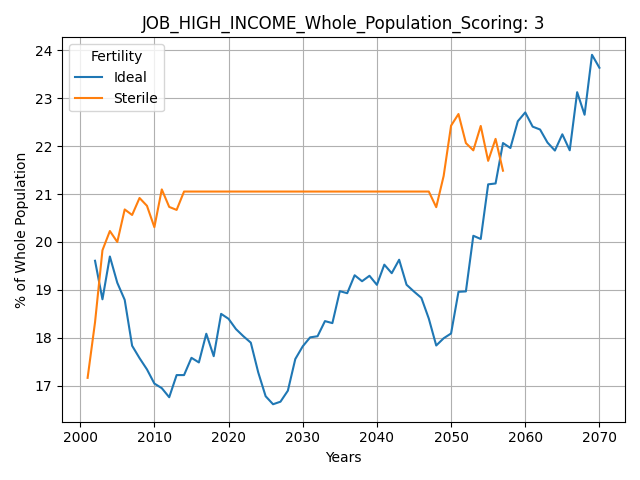 JOB_HIGH_INCOME_Whole_Population_Scoring: 3
Fertility
Ideal
Sterile
% of Whole Population
24
23
22
21
20
19
18
17
2000 2010 2020 2030 2040 2050 2060 2070
Years